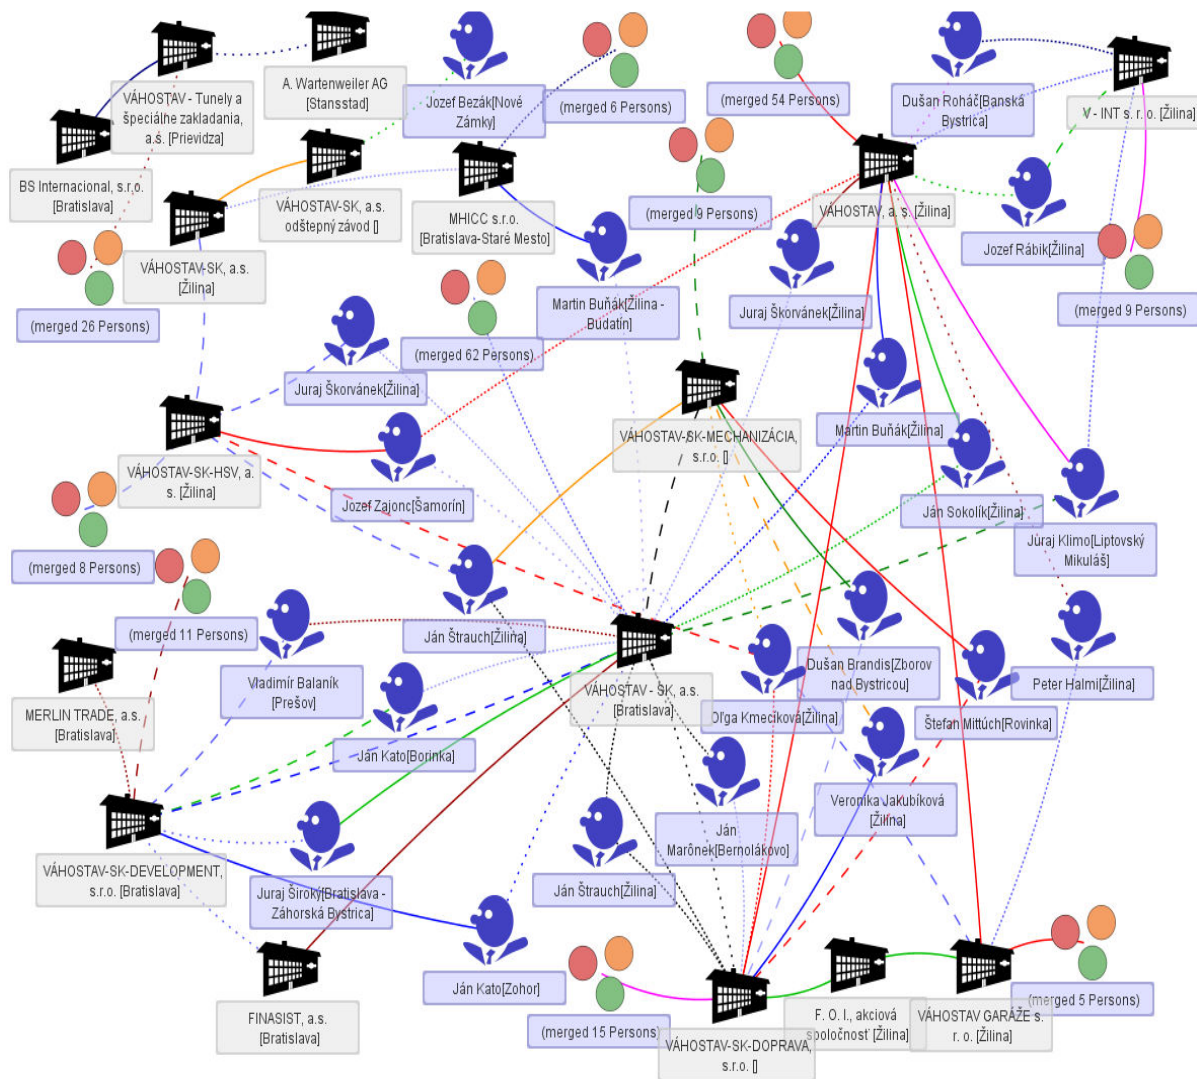 VÁHOSTAV - Tunely a
špeciálhe zakladania,
a.s. [Prievidza]
A. Wartenweiler AG
[Stansstad]
Jozef Bezák[Nové
Zámky]
(merged 6 Persons)
(merged 54 Persons)
Dušan Roháč[Banská
Bystrica]
V - INT s. r. o. [Žilina]
BS Internacional, s.r.o.
[Bratislava]
VÁHOSTAV-SK, a.s.
odštepný závod []
MHICC s.r.o.
[Bratislava-Staré Mesto]
(merged 9 Persons)
VÁHOSTAV, a. s. [Žilina]
Jozef Rábik[Žilina]
VÁHOSTAV-SK, a.s.
[Žilina]
(merged 26 Persons)
Martin Buňák[Žilina -
Budatín]
Juraj Škorvánek[Žilina]
(merged 9 Persons)
(merged 62 Persons)
Juraj Škorvánek[Žilina]
VÁHOSTAV-SK-MECHANIZÁCIA,
s.r.o. []
Martin Buňák[Žilina]
VÁHOSTAV-SK-HSV, a.
s. [Žilina]
Jozef Zajonc[Šamorín]
Ján Sokolík[Žilina]
Juraj Klimo[Liptovský
Mikuláš]
(merged 8 Persons)
(merged 11 Persons)
Ján Štrauch[Žilina]
Vladimír Balaník
[Prešov]
VÁHOSTAV - SK, a.s.
[Bratislava]
Dušan Brandis[Zborov
nad Bystricou]
Peter Halmi[Žilina]
MERLIN TRADE, a.s.
[Bratislava]
Oľga Kmecíková[Žilina]
Štefan Mittúch[Rovinka]
Ján Kato[Borinka]
Veronika Jakubíková
[Žilina]
VÁHOSTAV-SK-DEVELOPMENT,
s.r.o. [Bratislava]
Ján
Marônek[Bernolákovo]
Juraj Široký[Bratislava -
Záhorská Bystrica]
Ján Štrauch[Žilina]
Ján Kato[Zohor]
FINASIST, a.s.
[Bratislava]
(merged 15 Persons)
VÁHOSTAV-SK-DOPRAVA,
s.r.o. []
F. O. I., akciová
spoločnosť [Žilina]
VÁHOSTAV GARÁŽE s.
r. o. [Žilina]
(merged 5 Persons)